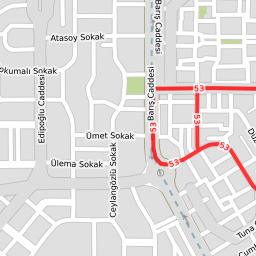 Barış Caddesi
Atasoy Sokak
okumalı Sokak
Edipoğlu Caddesi
Barış Caddesi
53
53
53
53
53
Ümet Sokak
Ülema Sokak
Ceylangözlü Sokak
Tuna